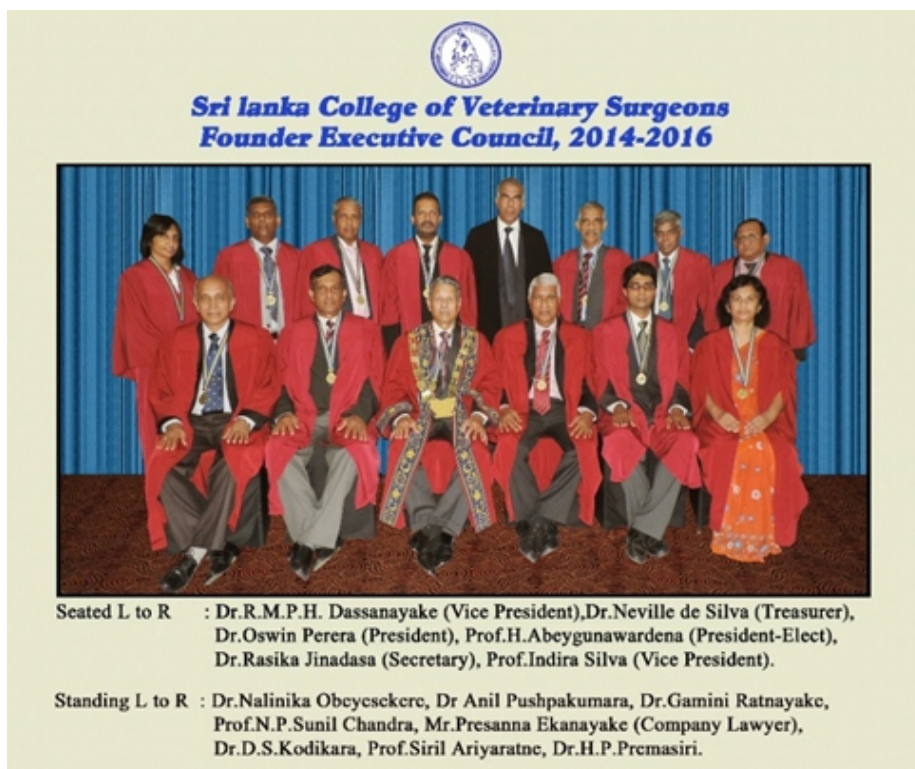 Sri lanka College of Veterinary Surgeons
Founder Executive Council, 2014-2016
Seated L to R : Dr.R.M.P.H. Dassanayake (Vice President),Dr.Neville de Silva (Treasurer),
Dr.Oswin Perera (President), Prof.H.Abeygunawardena (President-Elect),
Dr.Rasika Jinadasa (Secretary), Prof.Indira Silva (Vice President).
Standing L to R : Dr.Nalinika Obeyesekere, Dr Anil Pushpakumara, Dr.Gamini Ratnayake,
Prof.N.P.Sunil Chandra, Mr.Presanna Ekanayake (Company Lawyer),
Dr.D.S.Kodikara, Prof.Siril Ariyaratne, Dr.H.P.Premasiri.